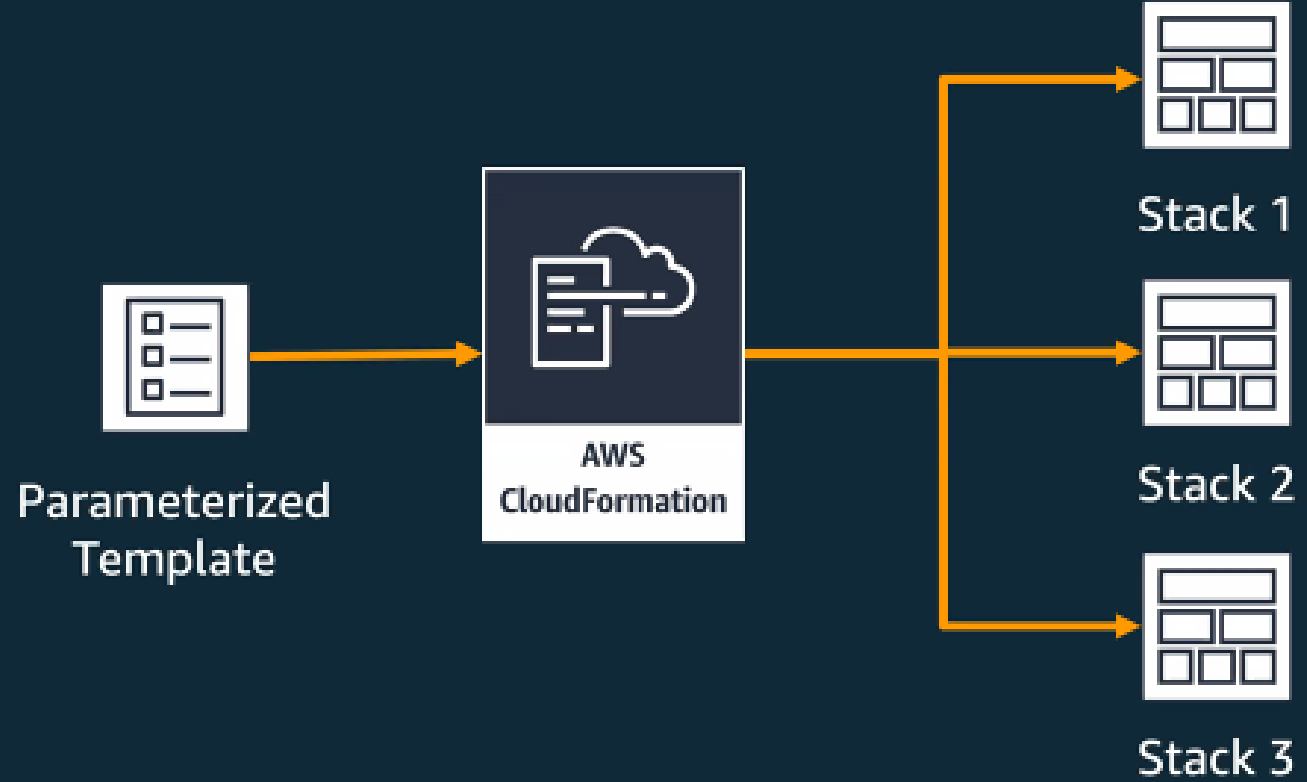 Parameterized
Template
AWS
CloudFormation
Stack 1
Stack 2
Stack 3